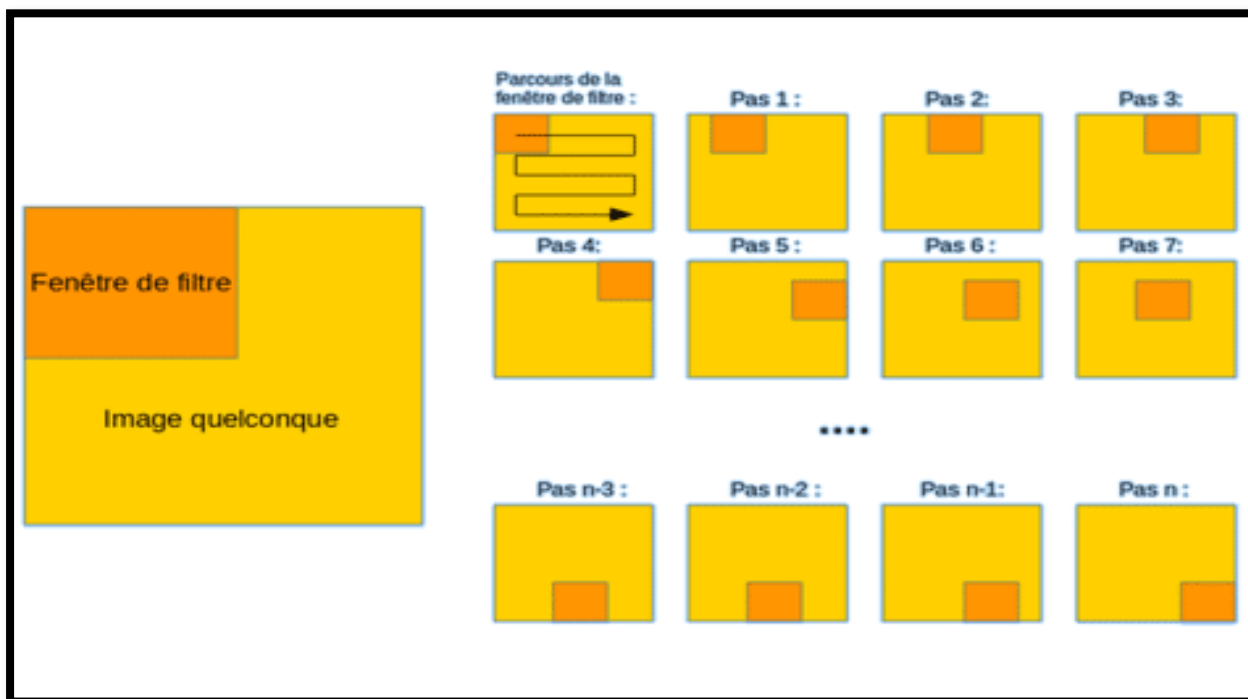 Parcours de la
fenêtre de filtre :
Pas 1 :
Pas 2:
Pas 3:
Pas 4:
Pas 5 :
Pas 6 :
Pas 7:
Fenêtre de filtre
Image quelconque
....
Pas n-3 :
Pas n-2 :
Pas n-1:
Pas n :